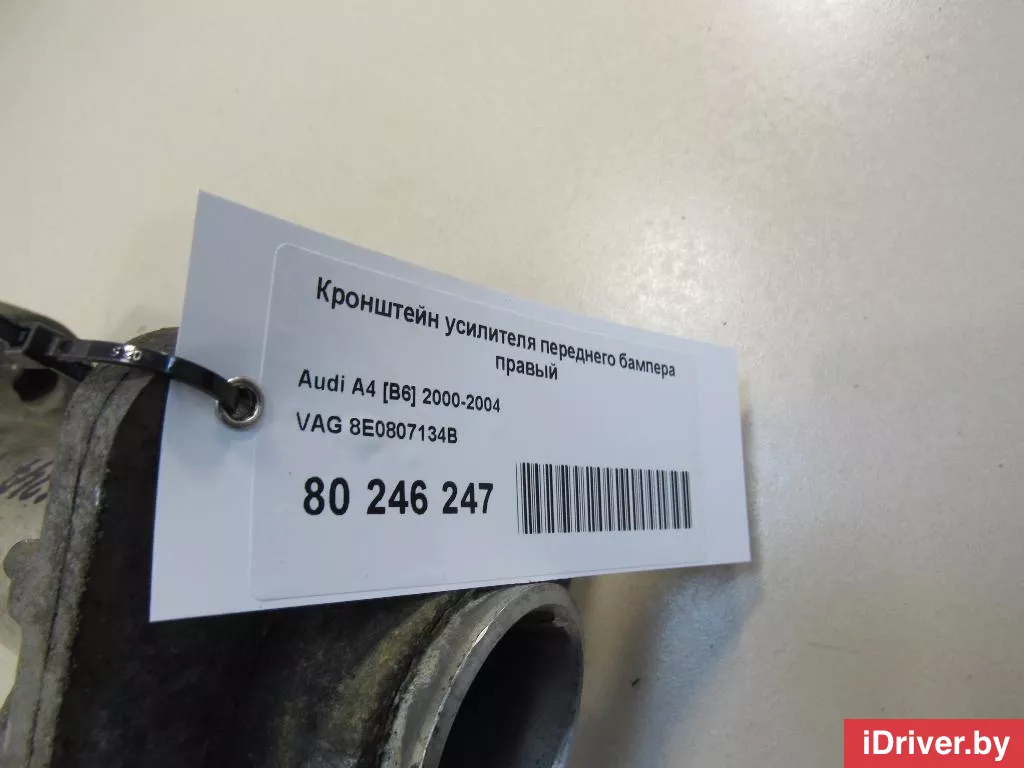 Кронштейн усилителя переднего бампера
правый
Audi A4 [B6] 2000-2004
VAG 8E0807134B
80 246 247
iDriver.by